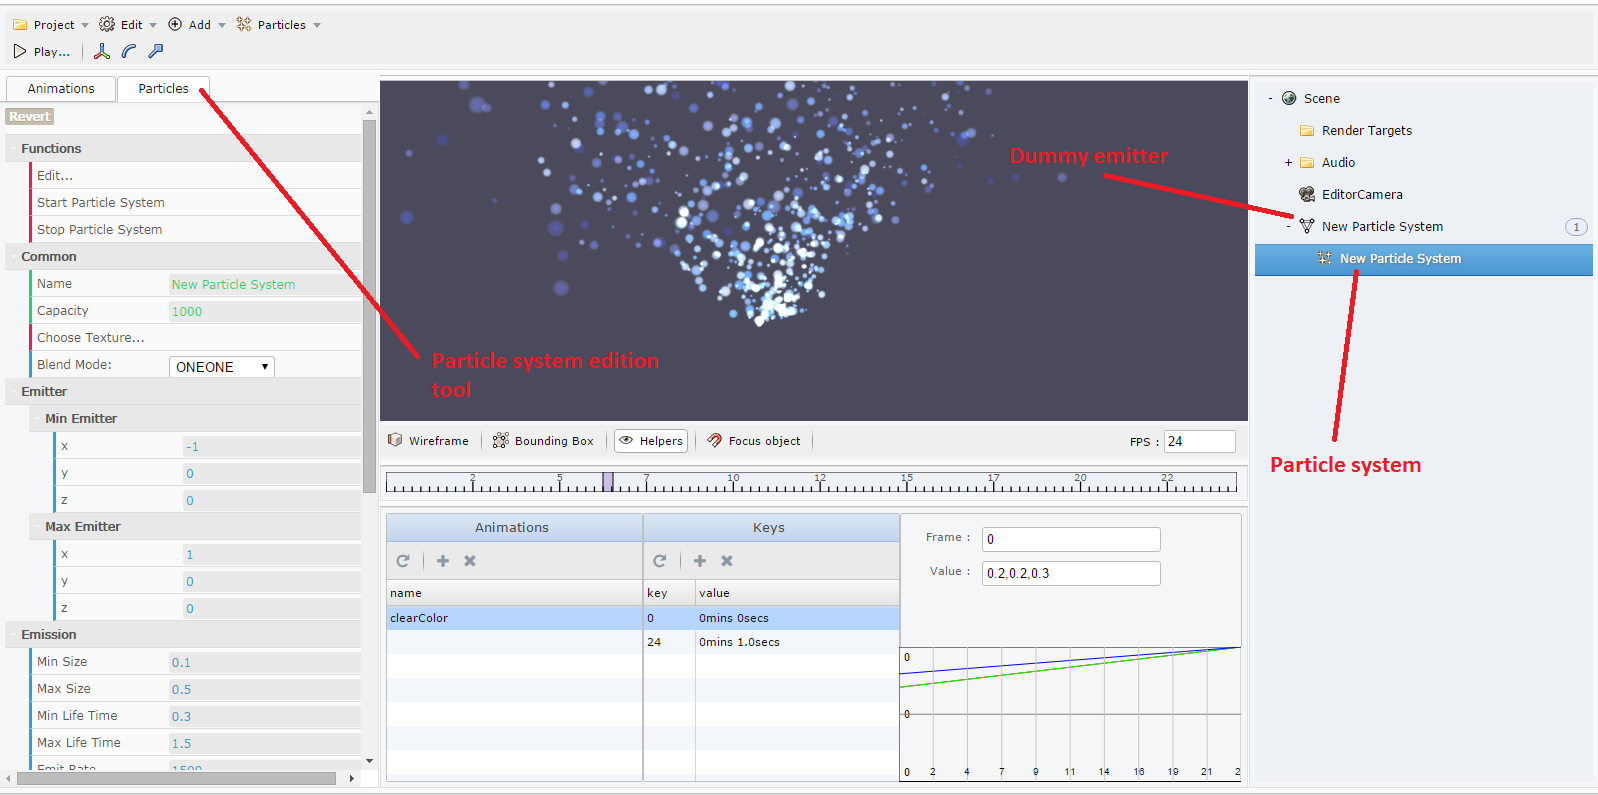 Project Edit Add Particles
Play...
Animations Particles
Revert
Functions
Edit...
Start Particle System
Stop Particle System
Common
Name New Particle System
Capacity 1000
Choose Texture...
Blend Mode: ONEONE
Emitter
Min Emitter
x -1
y 0
z 0
Max Emitter
x 1
y 0
z 0
Emission
Min Size 0.1
Max Size 0.5
Min Life Time 0.3
Max Life Time 1.5
Emit Rate 1500
Dummy emitter
Particle system edition
tool
Wireframe Bounding Box Helpers Focus object FPS : 24
2 5 7 10 12 15 17 20 22
Animations Keys
name key value
clearColor 0 0mins 0secs
24 0mins 1.0secs
Frame : 0
Value : 0.2,0.2,0.3
0
0
0 2 4 7 9 11 14 16 19 21 2
- Scene
Render Targets
+ Audio
EditorCamera
- New Particle System 1
New Particle System
Particle system